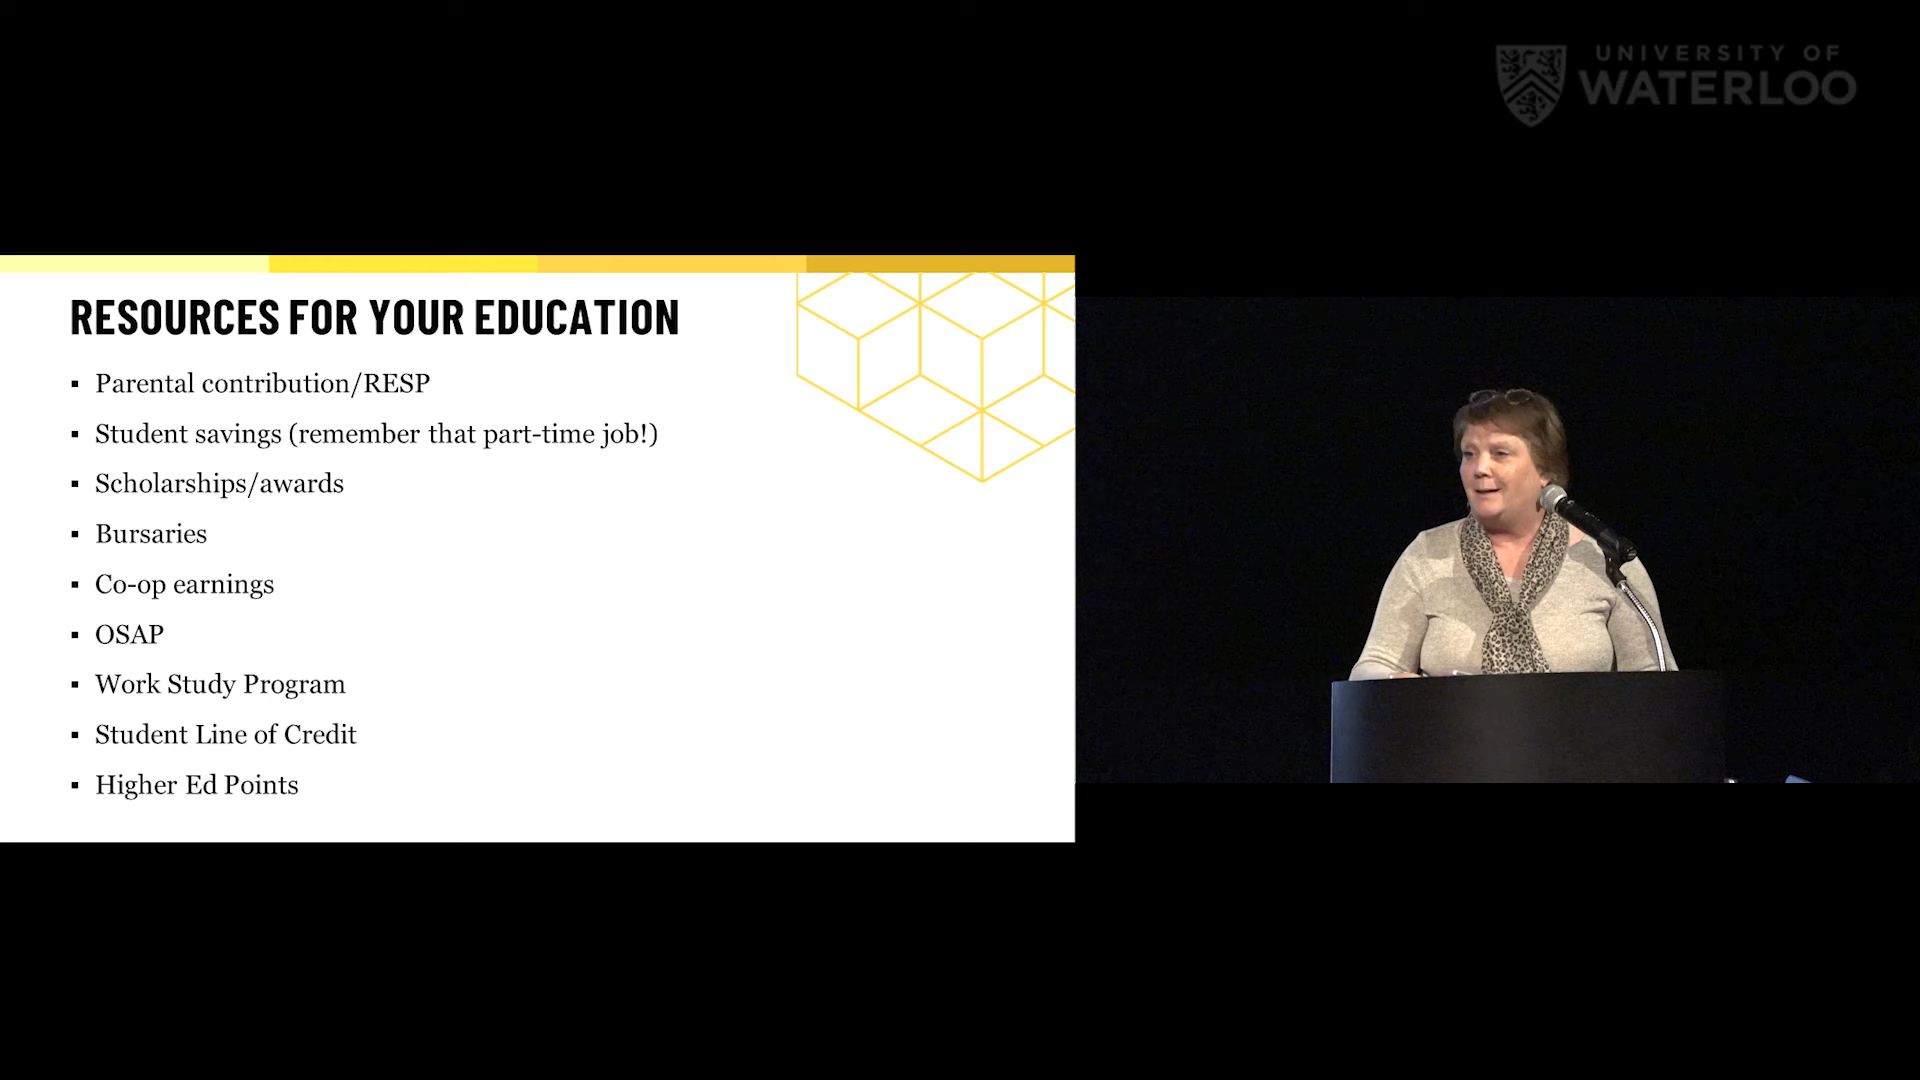 UNIVERSITY OF
WATERLOO
RESOURCES FOR YOUR EDUCATION
▪ Parental contribution/RESP
▪ Student savings (remember that part-time job!)
▪ Scholarships/awards
▪ Bursaries
▪ Co-op earnings
▪ OSAP
▪ Work Study Program
▪ Student Line of Credit
▪ Higher Ed Points